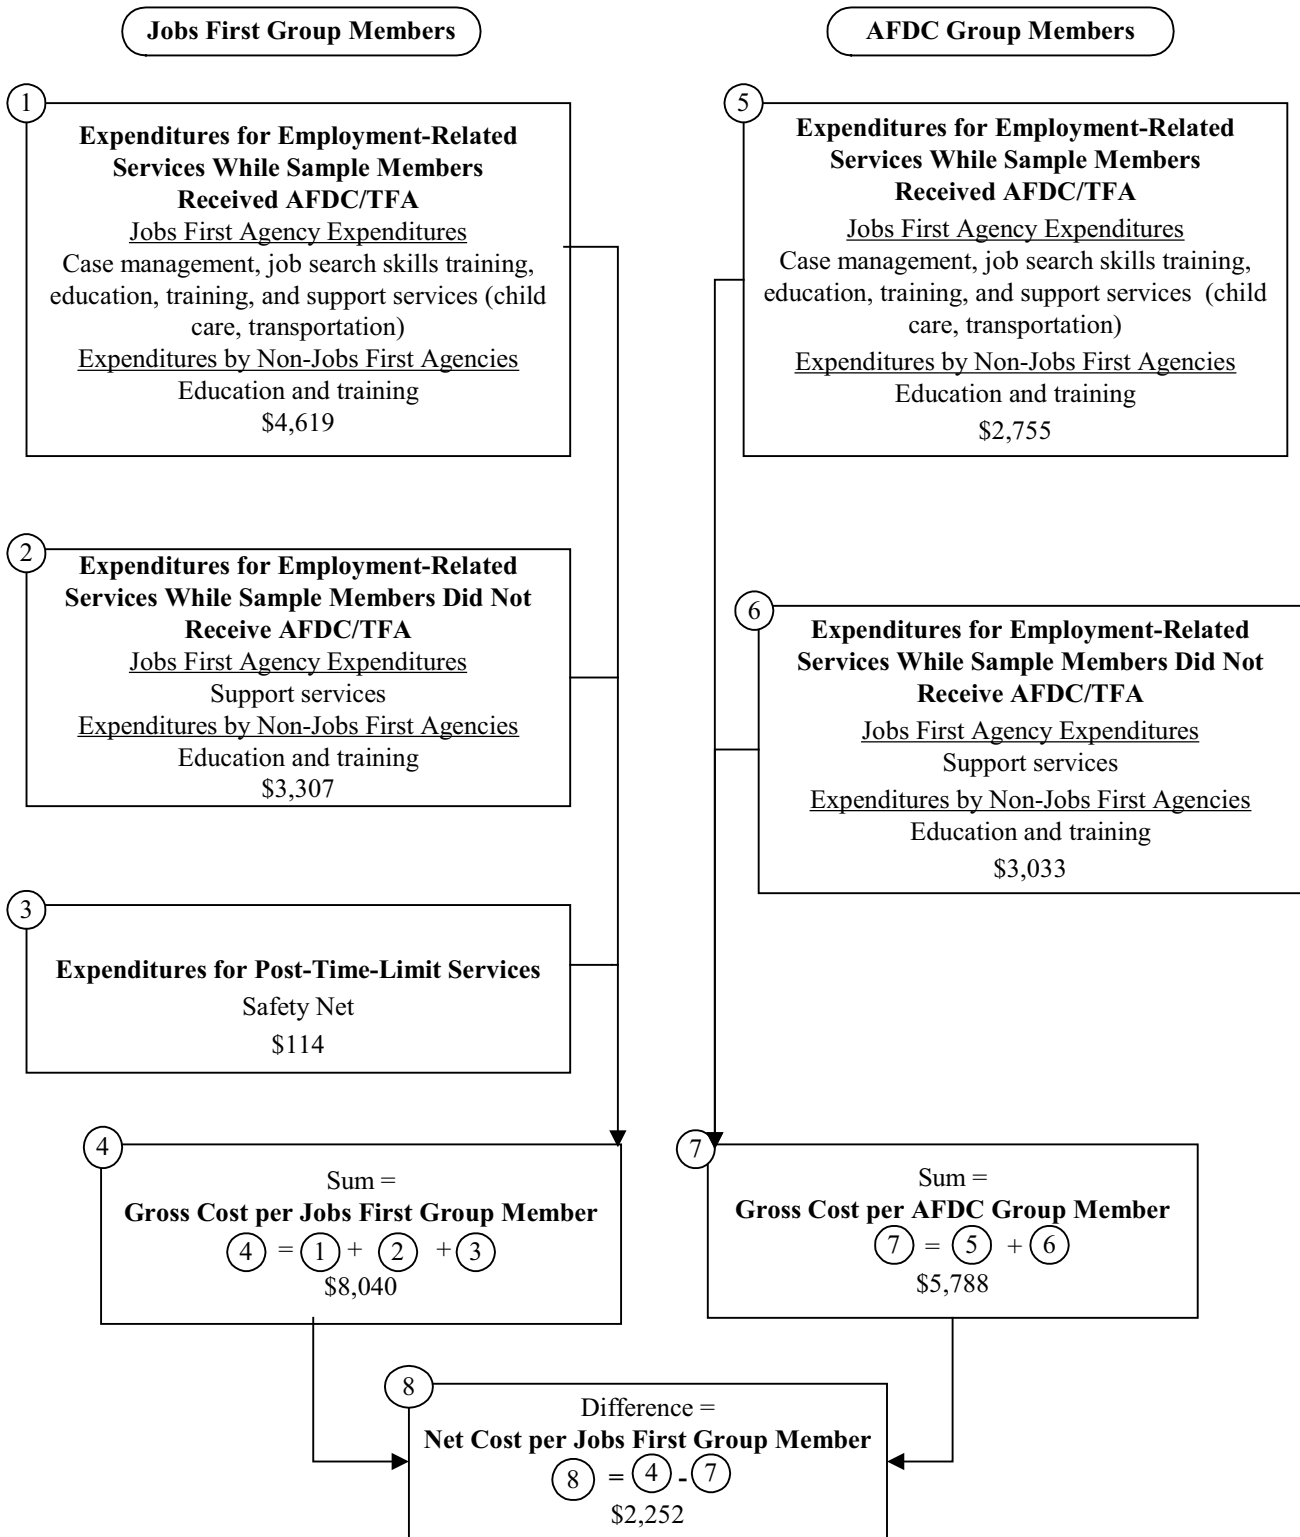 Jobs First Group Members
AFDC Group Members
1
Expenditures for Employment-Related
Services While Sample Members
Received AFDC/TFA
Jobs First Agency Expenditures
Case management, job search skills training,
education, training, and support services (child
care, transportation)
Expenditures by Non-Jobs First Agencies
Education and training
$4,619
5
Expenditures for Employment-Related
Services While Sample Members
Received AFDC/TFA
Jobs First Agency Expenditures
Case management, job search skills training,
education, training, and support services (child
care, transportation)
Expenditures by Non-Jobs First Agencies
Education and training
$2,755
2
Expenditures for Employment-Related
Services While Sample Members Did Not
Receive AFDC/TFA
Jobs First Agency Expenditures
Support services
Expenditures by Non-Jobs First Agencies
Education and training
$3,307
6
Expenditures for Employment-Related
Services While Sample Members Did Not
Receive AFDC/TFA
Jobs First Agency Expenditures
Support services
Expenditures by Non-Jobs First Agencies
Education and training
$3,033
3
Expenditures for Post-Time-Limit Services
Safety Net
$114
4
Sum =
Gross Cost per Jobs First Group Member
4 = 1 + 2 + 3
$8,040
7
Sum =
Gross Cost per AFDC Group Member
7 = 5 + 6
$5,788
8
Difference =
Net Cost per Jobs First Group Member
8 = 4 - 7
$2,252